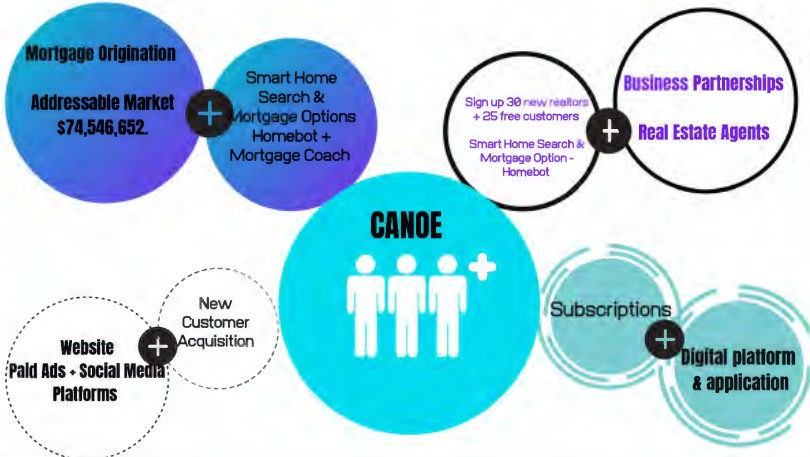 Mortgage Origination
Addressable Market
$74,546,652.
Smart Home
Search &
Mortgage Options
Homebot +
Mortgage Coach
Sign up 30 new realtors
+ 25 free customers
Smart Home Search &
Mortgage Option -
Homebot
Business Partnerships
Real Estate Agents
CANOE
New
Customer
Acquisition
Website
Paid Ads + Social Media
Platforms
Subscriptions
Digital platform
& application